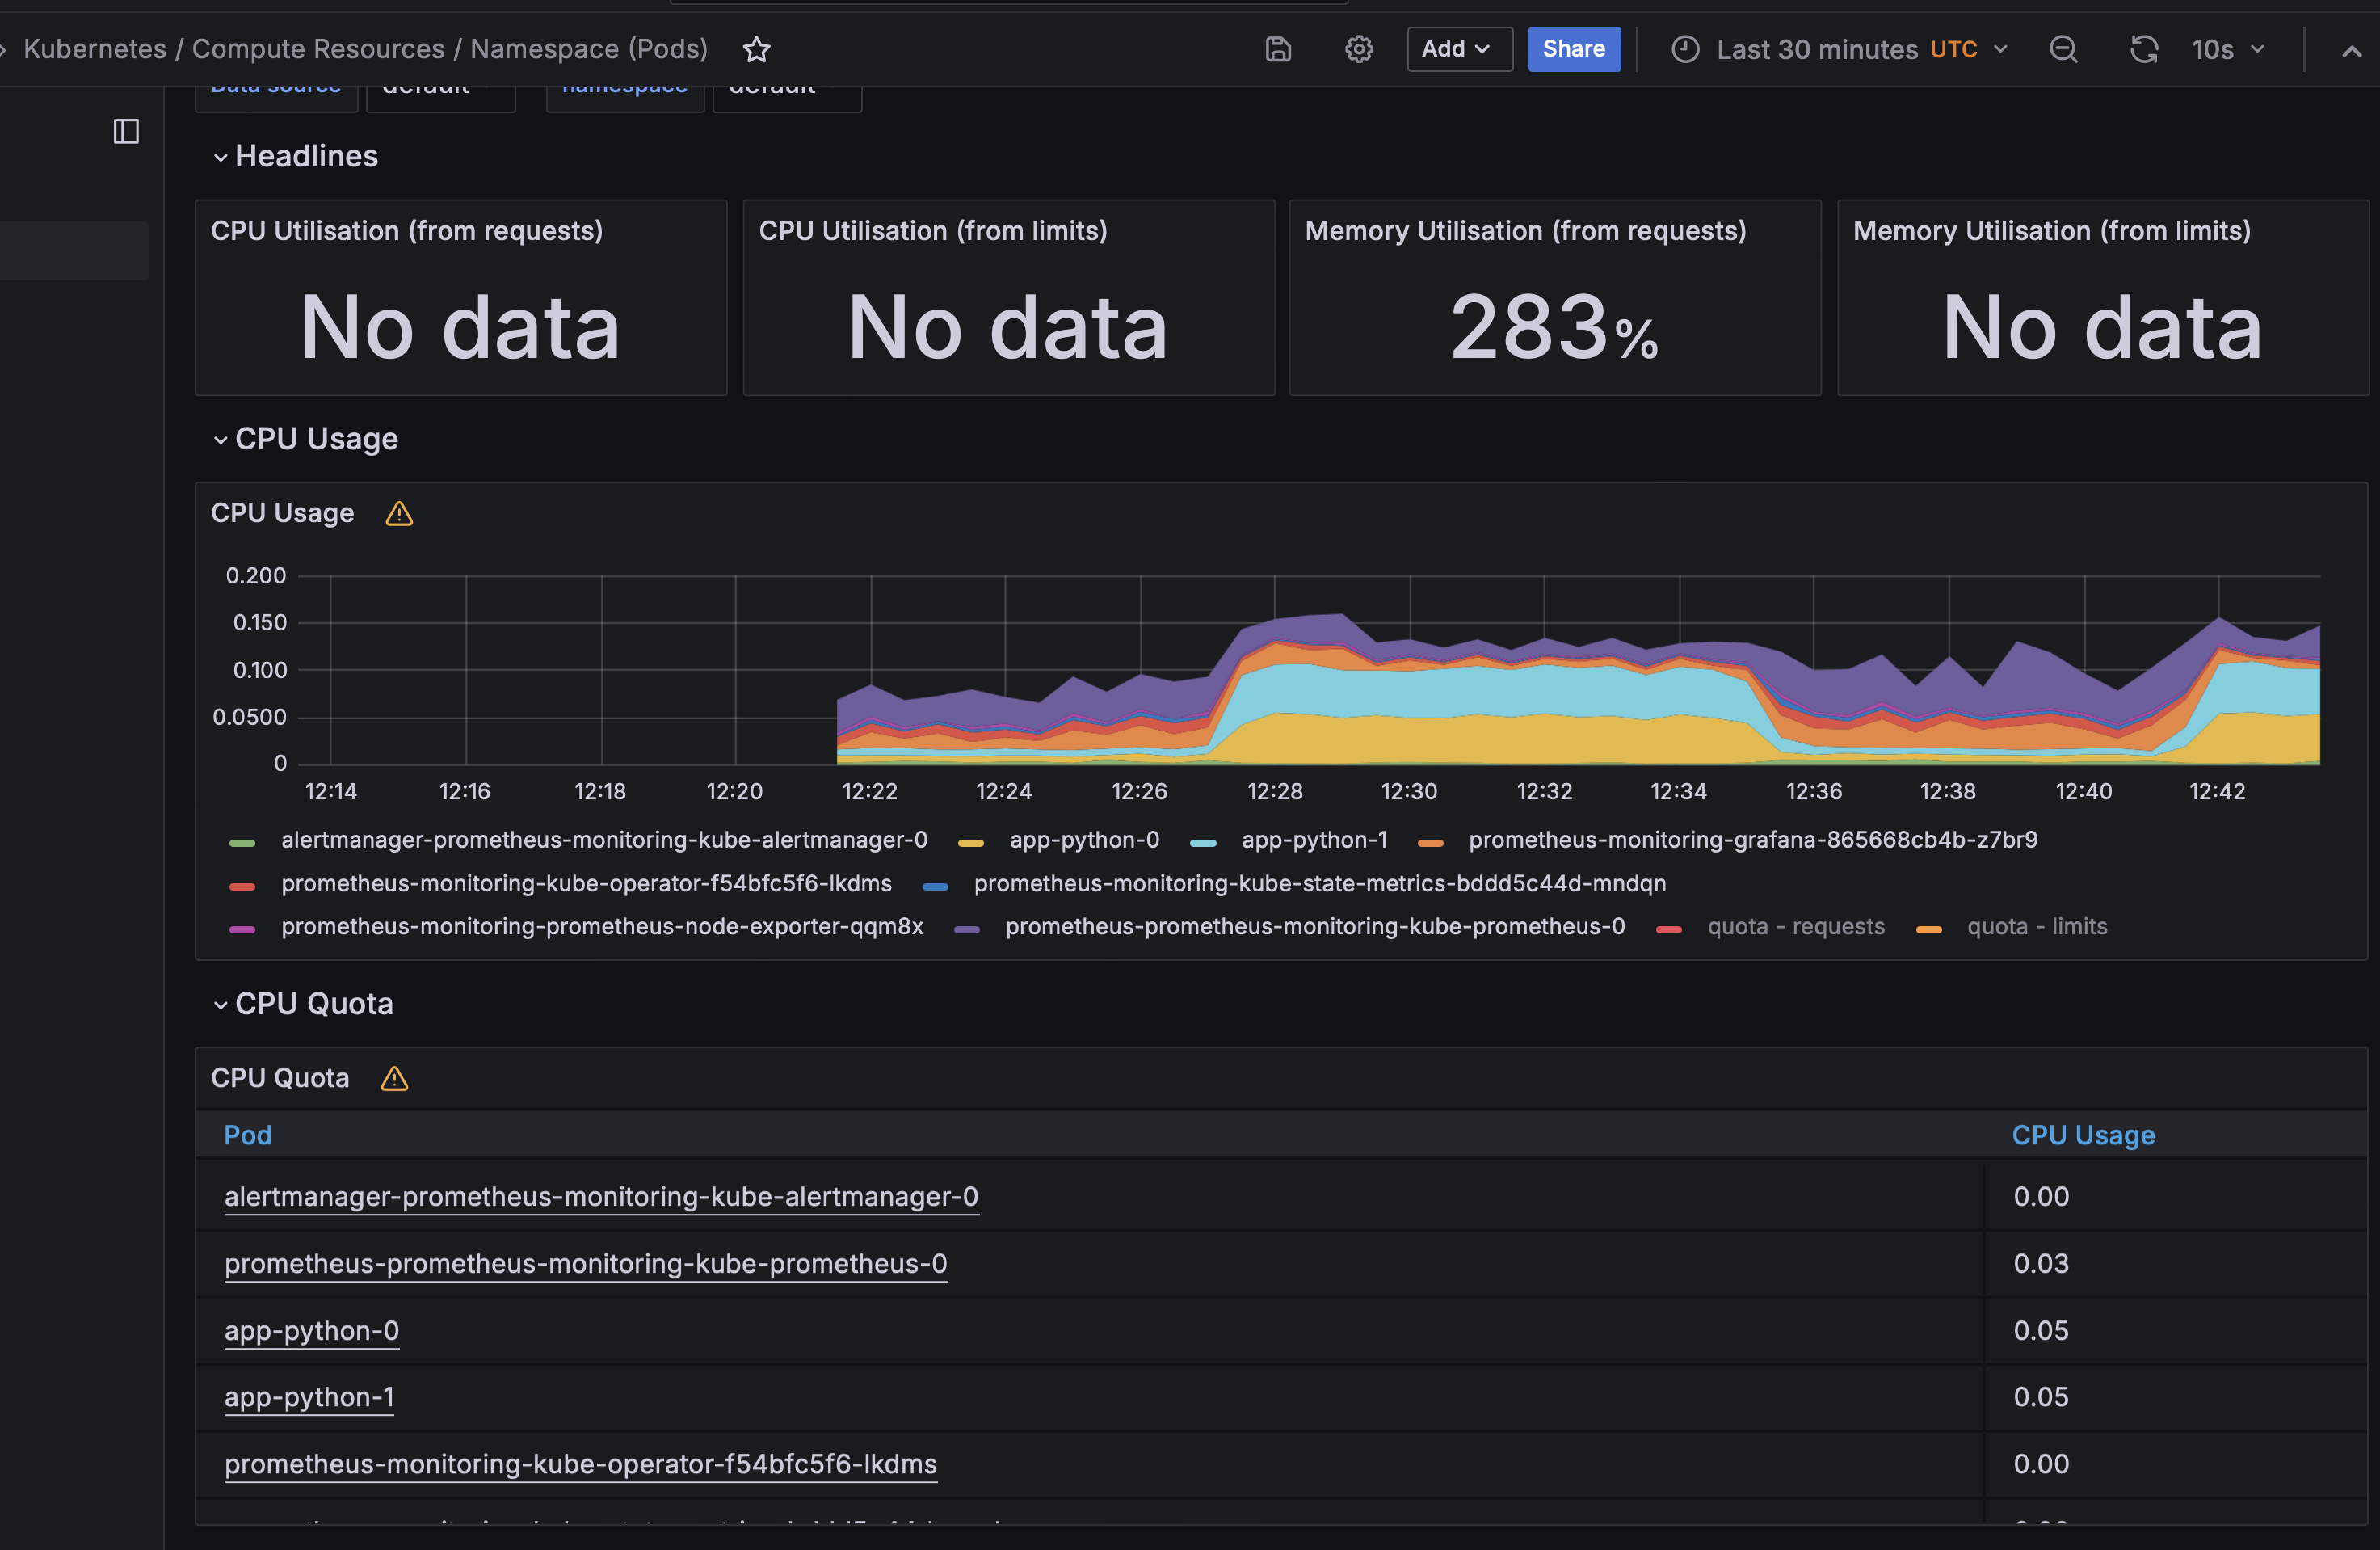 Kubernetes / Compute Resources / Namespace (Pods) Add Share Last 30 minutes UTC 10s
Data source default namespace default
Headlines
CPU Utilisation (from requests) CPU Utilisation (from limits) Memory Utilisation (from requests) Memory Utilisation (from limits)
No data No data 283% No data
CPU Usage
CPU Usage
0.200
0.150
0.100
0.0500
0
12:14 12:16 12:18 12:20 12:22 12:24 12:26 12:28 12:30 12:32 12:34 12:36 12:38 12:40 12:42
alertmanager-prometheus-monitoring-kube-alertmanager-0 app-python-0 app-python-1 prometheus-monitoring-grafana-865668cb4b-z7br9
prometheus-monitoring-kube-operator-f54bfc5f6-lkdms prometheus-monitoring-kube-state-metrics-bddd5c44d-mndqn
prometheus-monitoring-prometheus-node-exporter-qqm8x prometheus-prometheus-monitoring-kube-prometheus-0 quota - requests quota - limits
CPU Quota
CPU Quota
Pod CPU Usage
alertmanager-prometheus-monitoring-kube-alertmanager-0 0.00
prometheus-prometheus-monitoring-kube-prometheus-0 0.03
app-python-0 0.05
app-python-1 0.05
prometheus-monitoring-kube-operator-f54bfc5f6-lkdms 0.00